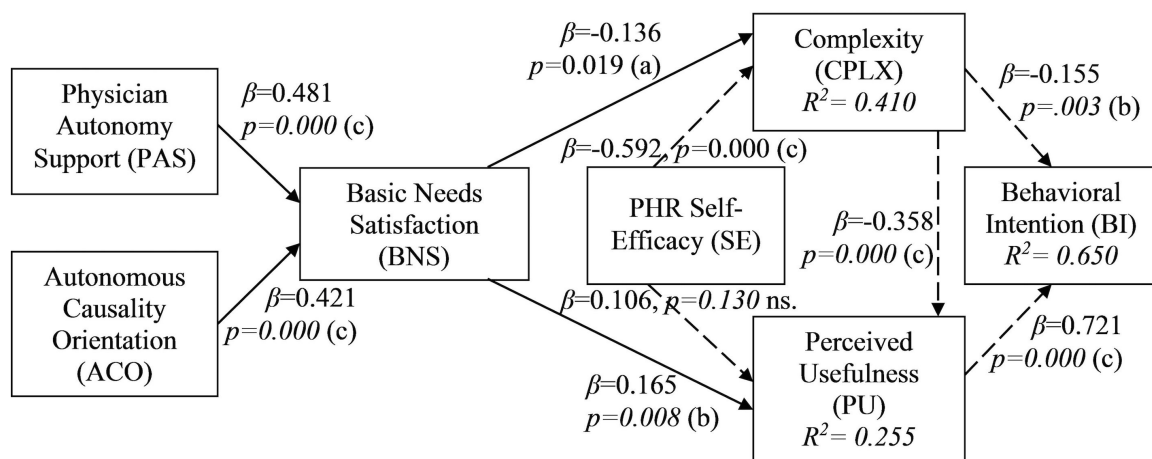 Physician
Autonomy
Support (PAS)
β=0.481
p=0.000 (c)
Autonomous
Causality
Orientation
(ACO)
β=0.421
p=0.000 (c)
Basic Needs
Satisfaction
(BNS)
β=-0.136
p=0.019 (a)
β=-0.592, p=0.000 (c)
PHR Self-
Efficacy (SE)
β=0.106, p=0.130 ns.
β=0.165
p=0.008 (b)
Complexity
(CPLX)
R²= 0.410
β=-0.358
p=0.000 (c)
Perceived
Usefulness
(PU)
R²= 0.255
β=-0.155
p=.003 (b)
Behavioral
Intention (BI)
R²= 0.650
β=0.721
p=0.000 (c)